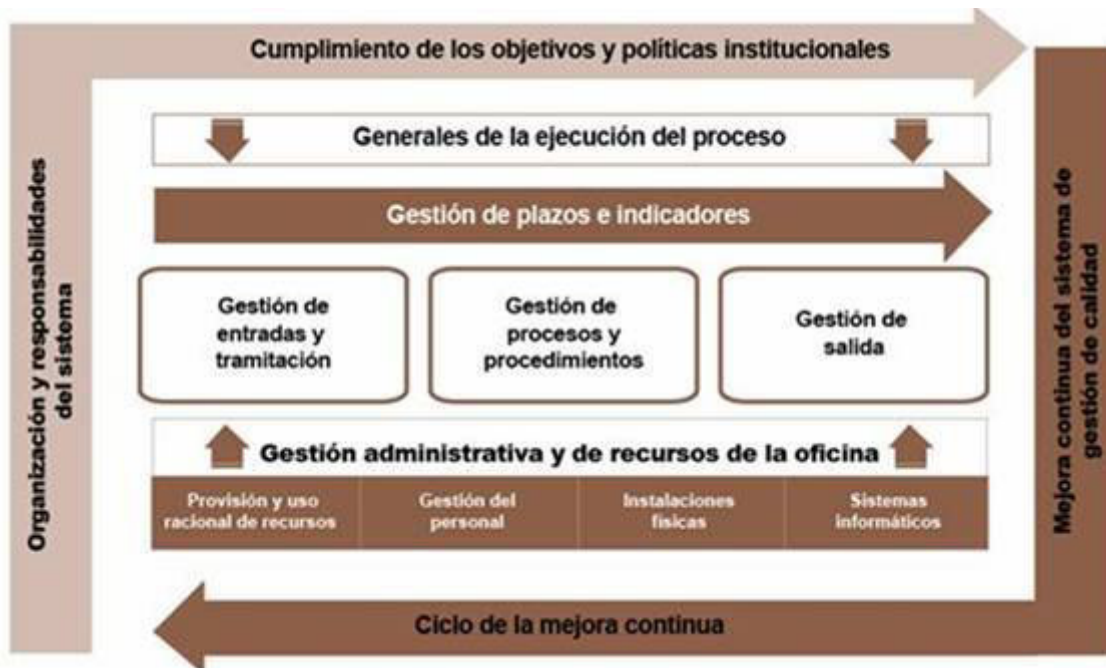 Cumplimiento de los objetivos y políticas institucionales
Organización y responsabilidades
del sistema
Generales de la ejecución del proceso
Gestión de plazos e indicadores
Gestión de
entradas y
tramitación
Gestión de
procesos y
procedimientos
Gestión de
salida
Gestión administrativa y de recursos de la oficina
Provisión y uso
racional de recursos
Gestión del
personal
Instalaciones
físicas
Sistemas
informáticos
Mejora continua del sistema de
gestión de calidad
Ciclo de la mejora continua